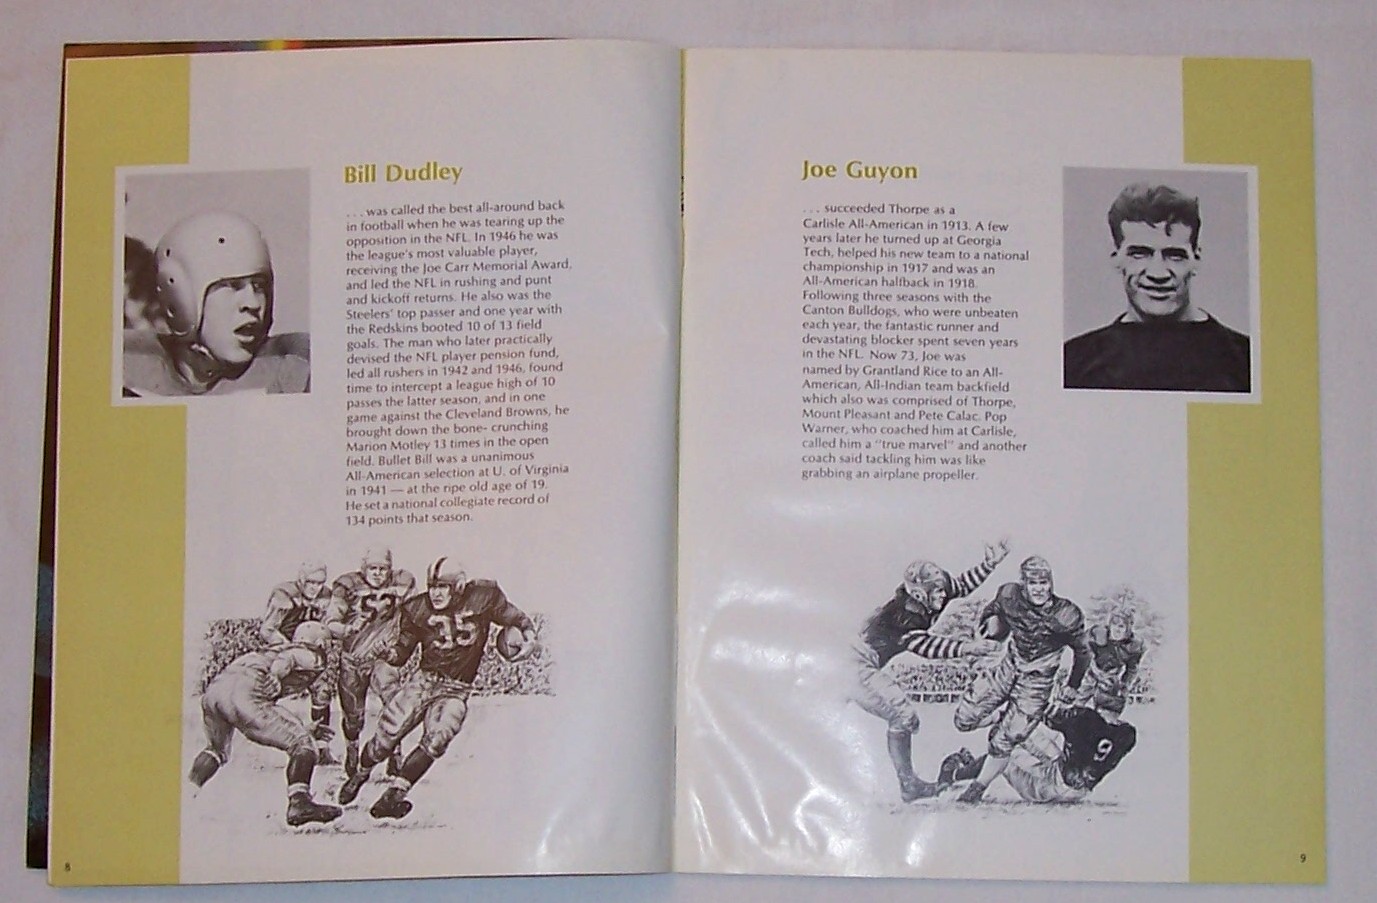 Bill Dudley
. . . was called the best all-around back
in football when he was tearing up the
opposition in the NFL. In 1946 he was
the league's most valuable player,
receiving the Joe Carr Memorial Award,
and led the NFL in rushing and punt
and kickoff returns. He also was the
Steelers' top passer and one year with
the Redskins booted 10 of 13 field
goals. The man who later practically
devised the NFL player pension fund,
led all rushers in 1942 and 1946, found
time to intercept a league high of 10
passes the latter season, and in one
game against the Cleveland Browns, he
brought down the bone- crunching
Marion Motley 13 times in the open
field. Bullet Bill was a unanimous
All-American selection at U. of Virginia
in 1941 — at the ripe old age of 19.
He set a national collegiate record of
134 points that season.
52
35
8
Joe Guyon
. . . succeeded Thorpe as a
Carlisle All-American in 1913. A few
years later he turned up at Georgia
Tech, helped his new team to a national
championship in 1917 and was an
All-American halfback in 1918.
Following three seasons with the
Canton Bulldogs, who were unbeaten
each year, the fantastic runner and
devastating blocker spent seven years
in the NFL. Now 73, Joe was
named by Grantland Rice to an All-
American, All-Indian team backfield
which also was comprised of Thorpe,
Mount Pleasant and Pete Calac. Pop
Warner, who coached him at Carlisle,
called him a "true marvel" and another
coach said tackling him was like
grabbing an airplane propeller.
9
9